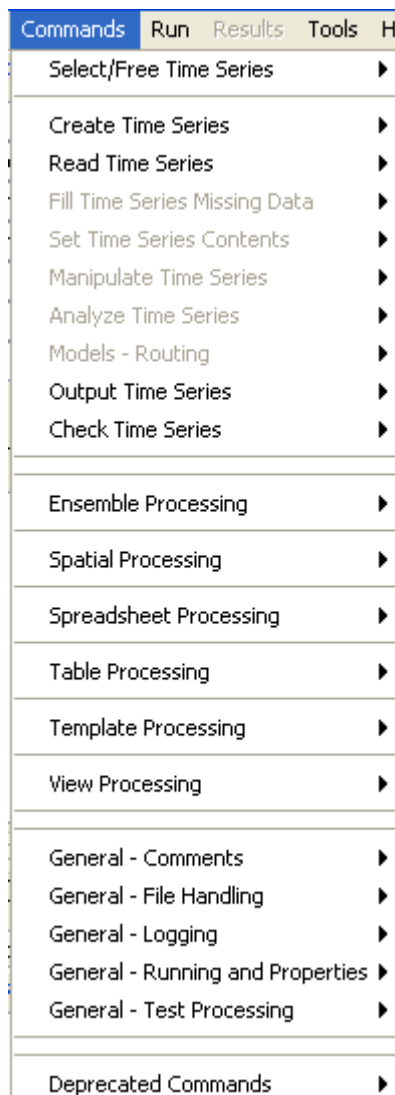 Commands Run Results Tools H
Select/Free Time Series
Create Time Series
Read Time Series
Fill Time Series Missing Data
Set Time Series Contents
Manipulate Time Series
Analyze Time Series
Models - Routing
Output Time Series
Check Time Series
Ensemble Processing
Spatial Processing
Spreadsheet Processing
Table Processing
Template Processing
View Processing
General - Comments
General - File Handling
General - Logging
General - Running and Properties
General - Test Processing
Deprecated Commands